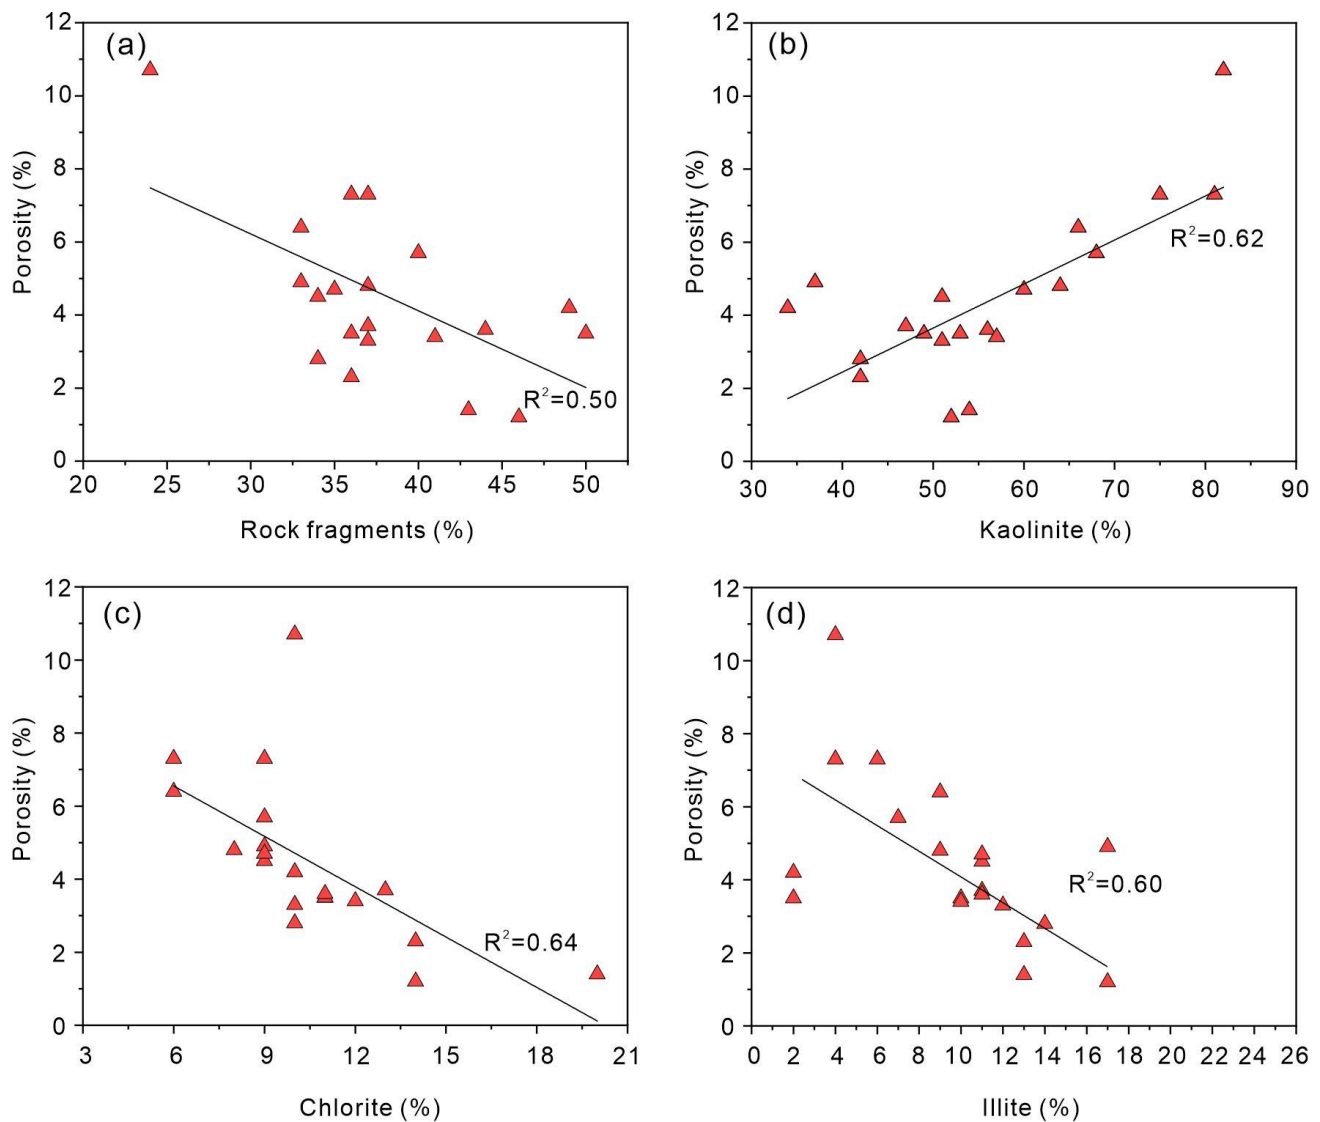 (a)
12
10
8
6
4
2
0
Porosity (%)
R²=0.50
20 25 30 35 40 45 50
Rock fragments (%)
(b)
12
10
8
6
4
2
0
Porosity (%)
R²=0.62
30 40 50 60 70 80 90
Kaolinite (%)
(c)
12
10
8
6
4
2
0
Porosity (%)
R²=0.64
3 6 9 12 15 18 21
Chlorite (%)
(d)
12
10
8
6
4
2
0
Porosity (%)
R²=0.60
0 2 4 6 8 10 12 14 16 18 20 22 24 26
Illite (%)